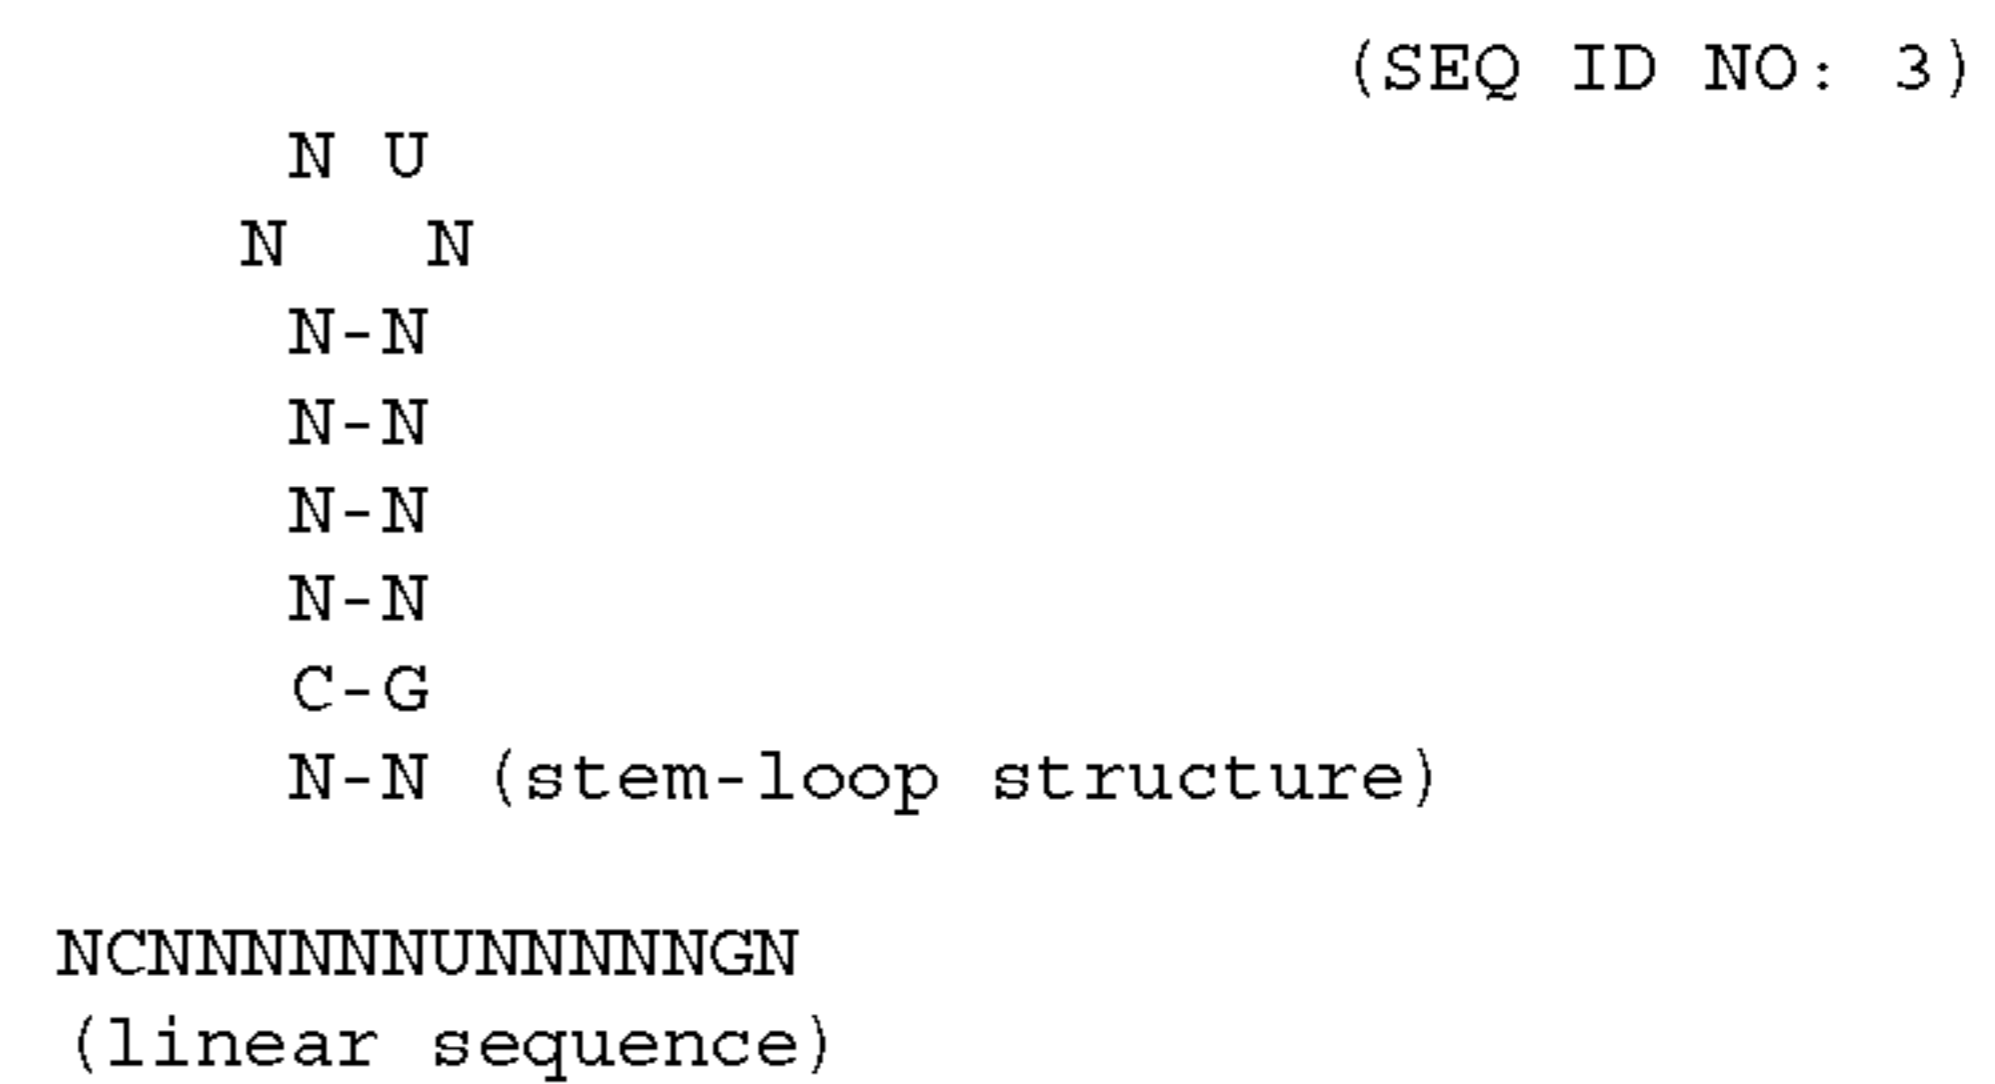 (SEQ ID NO: 3)
N U
N N
N-N
N-N
N-N
N-N
C-G
N-N (stem-loop structure)
NCNNNNNNUNNNNNGN
(linear sequence)